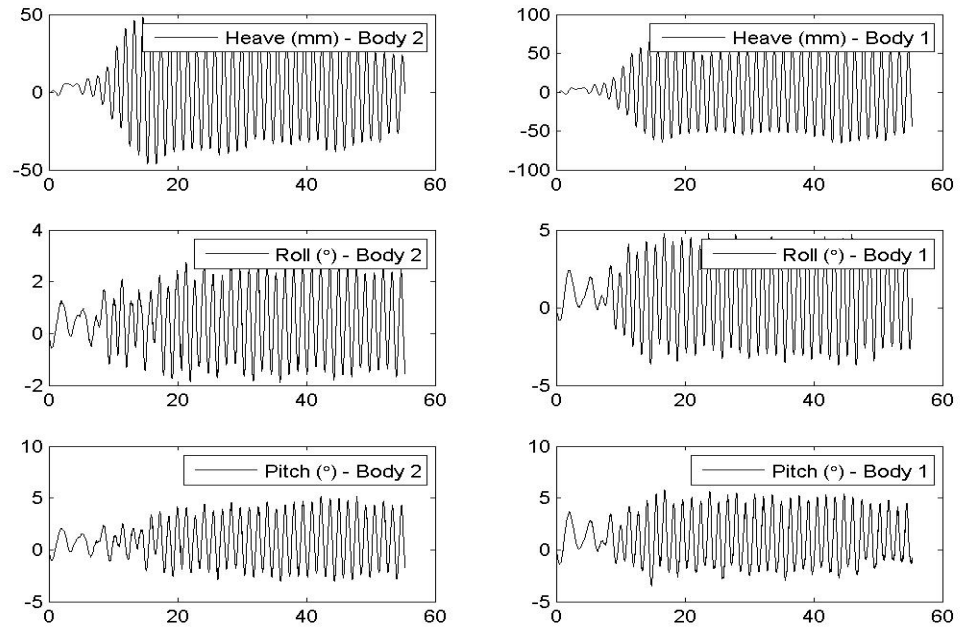 50
Heave (mm) - Body 2
0
-50
0 20 40 60
100
Heave (mm) - Body 1
50
0
-50
-100
0 20 40 60
4
Roll (°) - Body 2
2
0
-2
0 20 40 60
5
Roll (°) - Body 1
0
-5
0 20 40 60
10
Pitch (°) - Body 2
5
0
-5
0 20 40 60
10
Pitch (°) - Body 1
5
0
-5
0 20 40 60